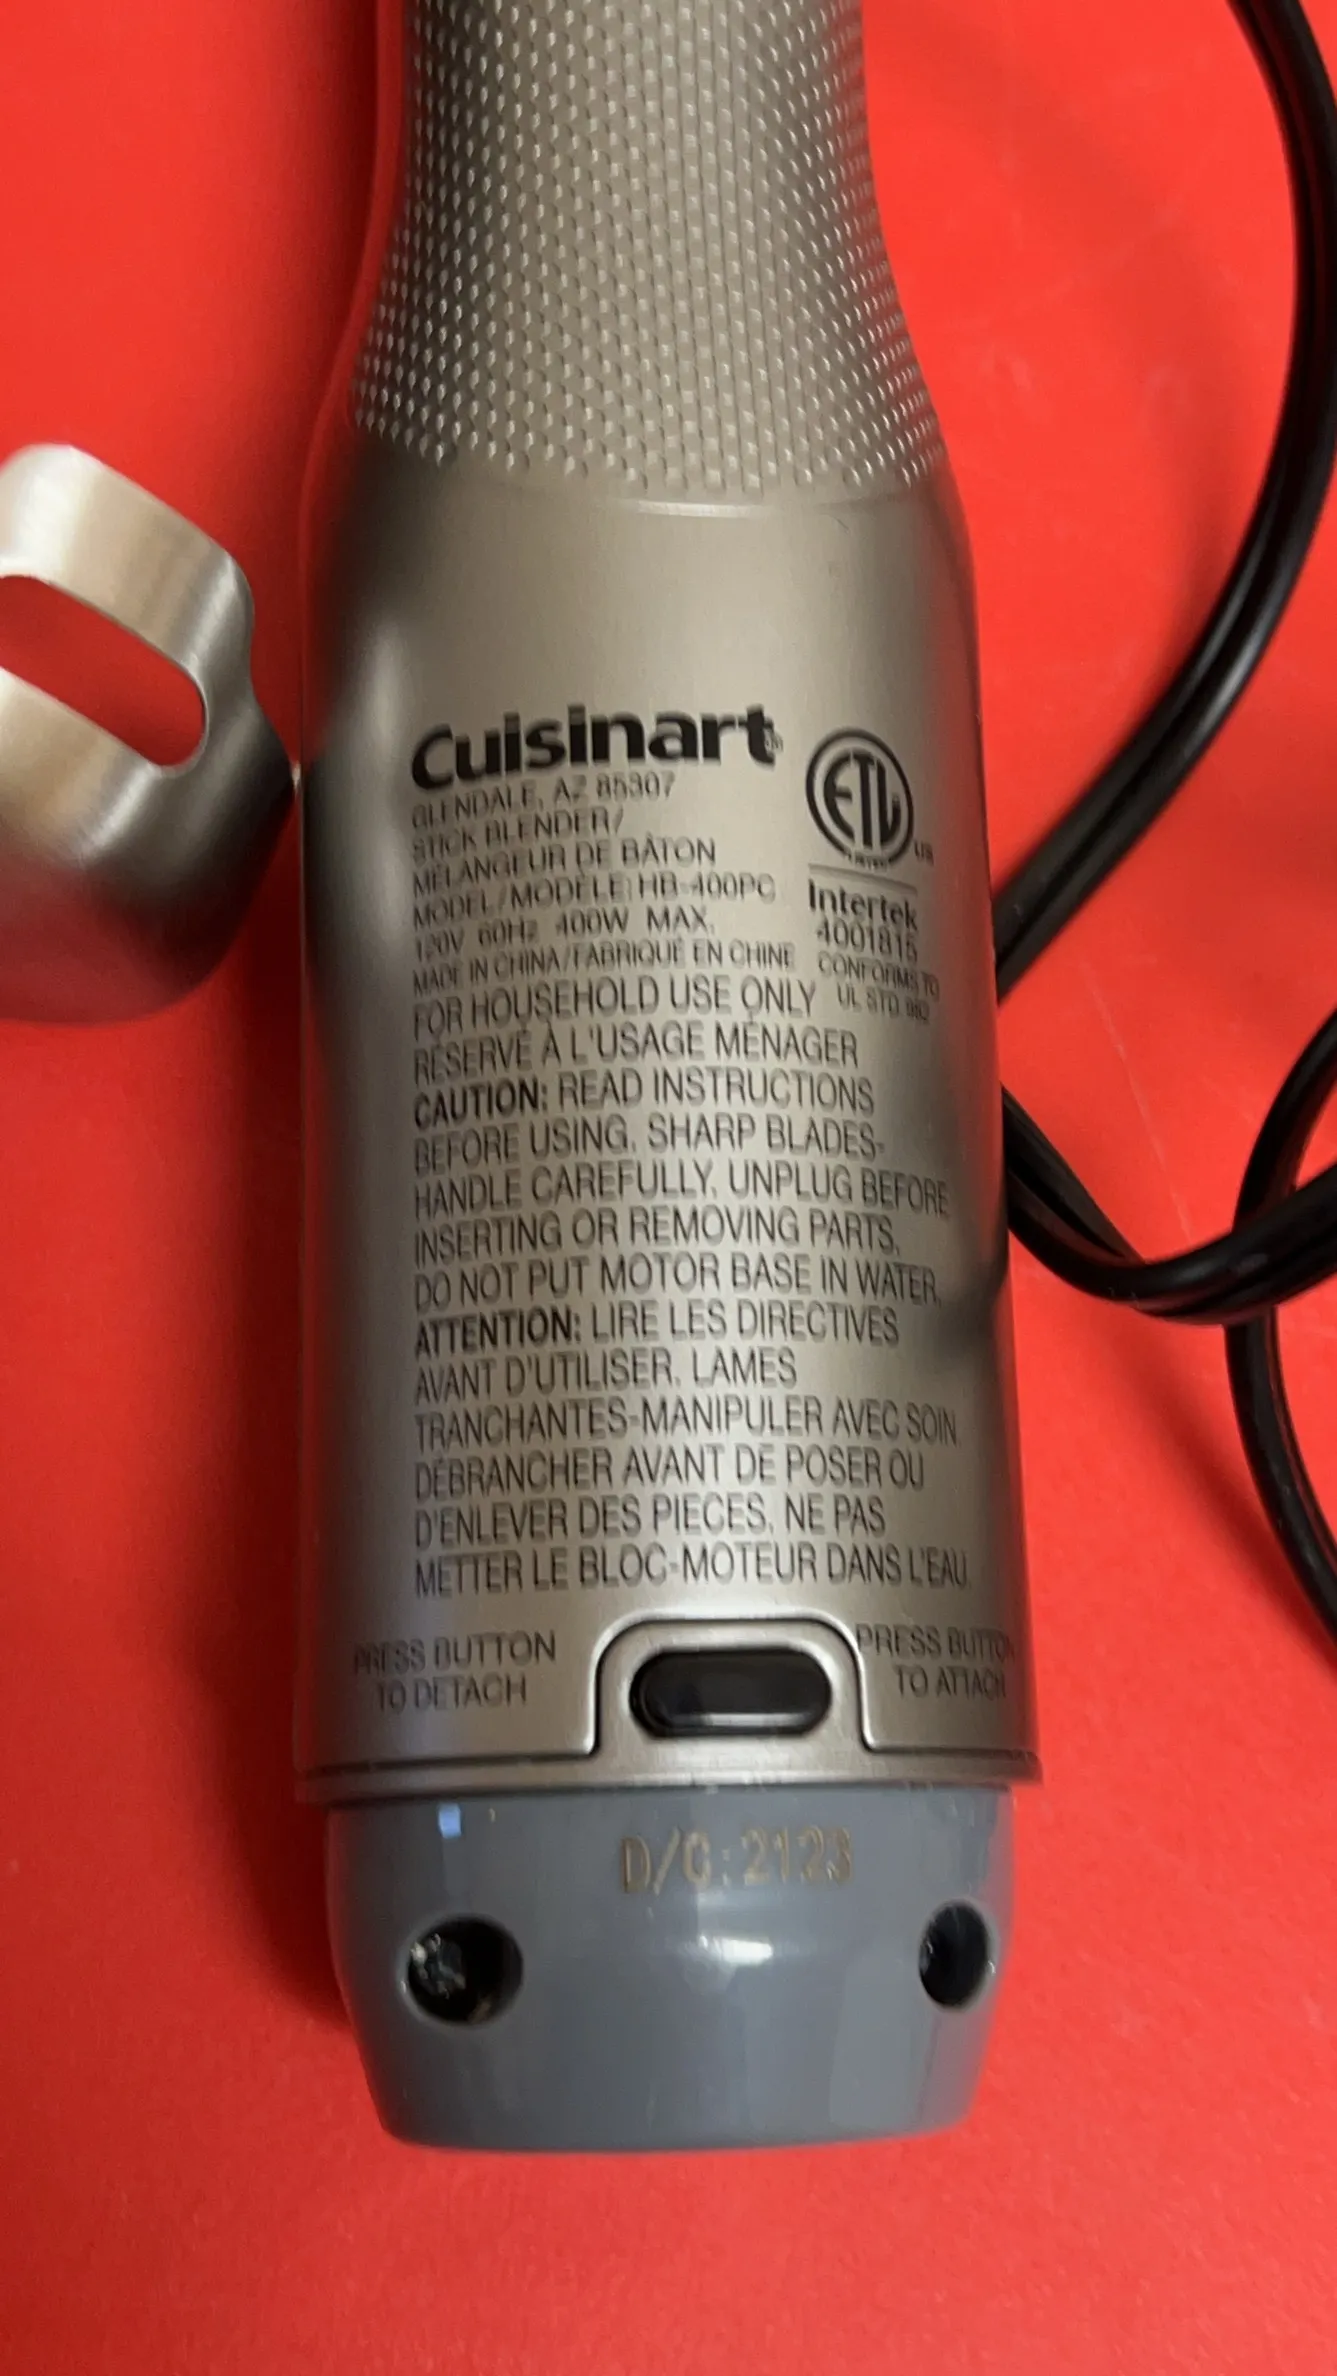 Cuisinart®
GLENDALE, AZ 85307
STICK BLENDER/
MÉLANGEUR DE BÂTON
MODEL/MODÈLE: HB-400PC
120V 60Hz 400W MAX.
MADE IN CHINA/FABRIQUÉ EN CHINE
ETL
LISTED
US
Intertek
4001815
CONFORMS TO
UL STD 982
FOR HOUSEHOLD USE ONLY
RÉSERVÉ À L'USAGE MÉNAGER
CAUTION: READ INSTRUCTIONS
BEFORE USING. SHARP BLADES-
HANDLE CAREFULLY. UNPLUG BEFORE
INSERTING OR REMOVING PARTS.
DO NOT PUT MOTOR BASE IN WATER.
ATTENTION: LIRE LES DIRECTIVES
AVANT D'UTILISER. LAMES
TRANCHANTES-MANIPULER AVEC SOIN.
DÉBRANCHER AVANT DE POSER OU
D'ENLEVER DES PIECES. NE PAS
METTER LE BLOC-MOTEUR DANS L'EAU.
PRESS BUTTON
TO DETACH
PRESS BUTTON
TO ATTACH
D/C:2123